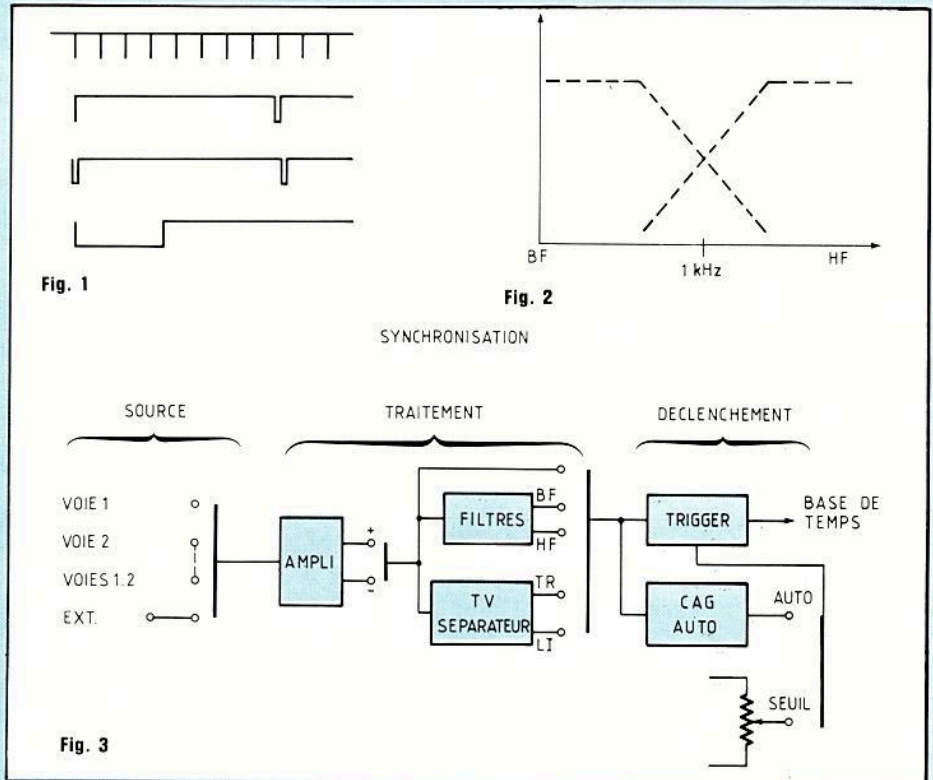 Fig. 1
BF
1 kHz
HF
Fig. 2
SYNCHRONISATION
SOURCE
TRAITEMENT
DECLENCHEMENT
VOIE 1
VOIE 2
VOIES 1.2
EXT.
AMPLI
+
-
FILTRES
BF
HF
TV
SEPARATEUR
TR
LI
TRIGGER
BASE DE
TEMPS
CAG
AUTO
AUTO
SEUIL
Fig. 3